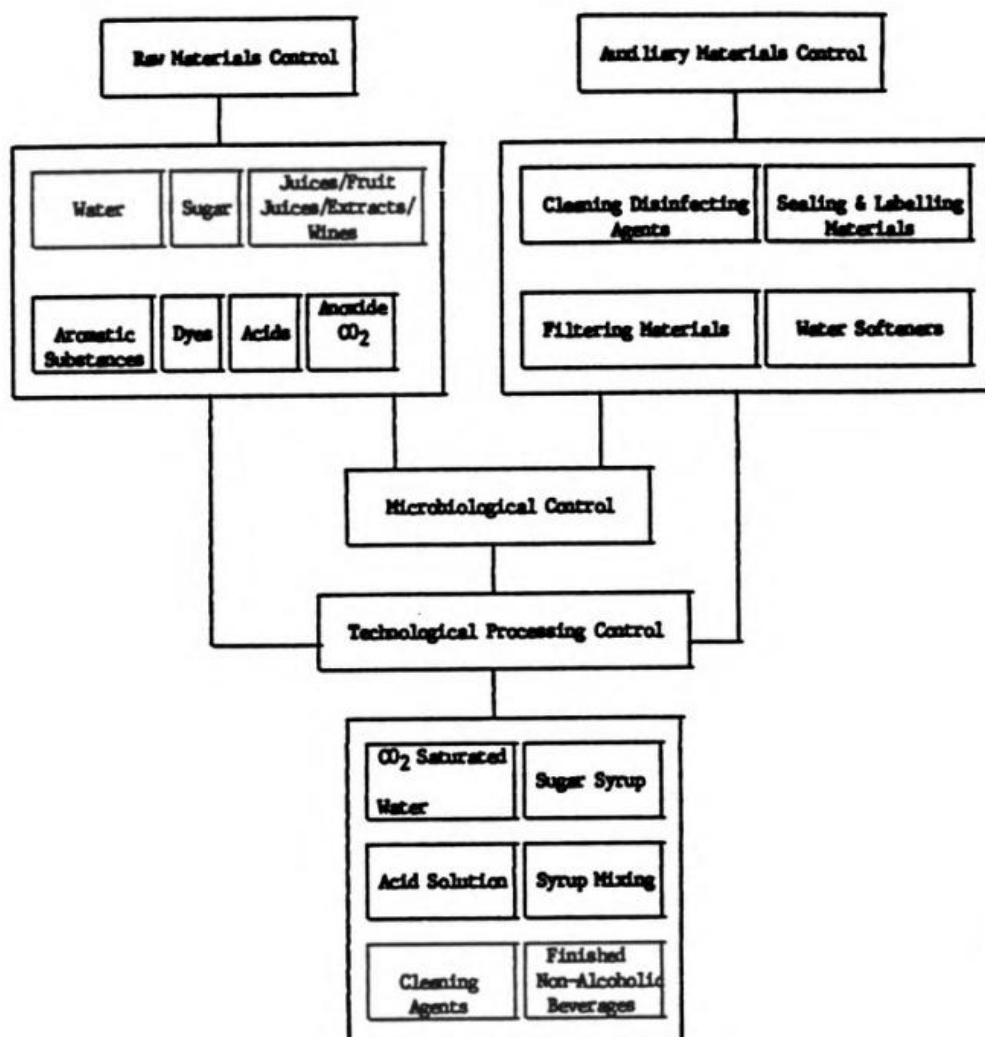 Raw Materials Control
Auxiliary Materials Control
Water
Sugar
Juices/Fruit
Juices/Extracts/
Wines
Aromatic
Substances
Dyes
Acids
Anoxide
CO₂
Cleaning Disinfecting
Agents
Sealing & Labelling
Materials
Filtering Materials
Water Softeners
Microbiological Control
Technological Processing Control
CO₂ Saturated
Water
Sugar Syrup
Acid Solution
Syrup Mixing
Cleaning
Agents
Finished
Non-Alcoholic
Beverages